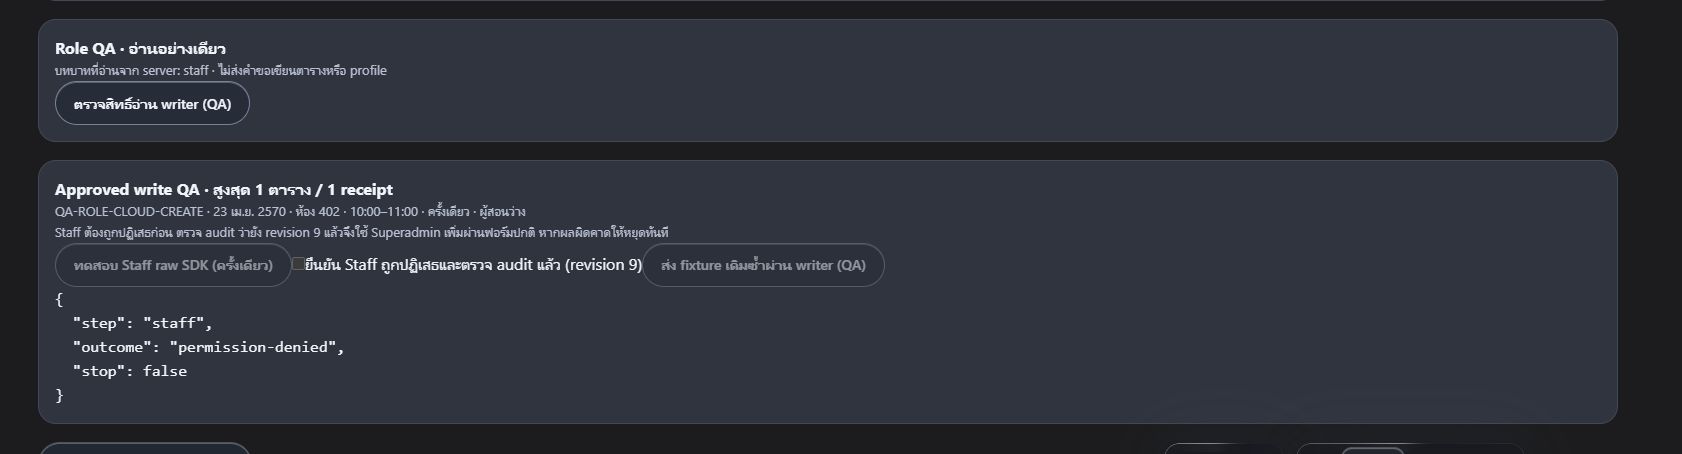 Role QA · อ่านอย่างเดียว
บทบาทที่อ่านจาก server: staff · ไม่ส่งคำขอเขียนตารางหรือ profile
ตรวจสิทธิ์อ่าน writer (QA)
Approved write QA · สูงสุด 1 ตาราง / 1 receipt
QA-ROLE-CLOUD-CREATE · 23 เม.ย. 2570 · ห้อง 402 · 10:00–11:00 · ครั้งเดียว · ผู้สอนว่าง
Staff ต้องถูกปฏิเสธก่อน ตรวจ audit ว่ายัง revision 9 แล้วจึงใช้ Superadmin เพิ่มผ่านฟอร์มปกติ หากผลผิดคาดให้หยุดทันที
ทดสอบ Staff raw SDK (ครั้งเดียว) ยืนยัน Staff ถูกปฏิเสธและตรวจ audit แล้ว (revision 9) ส่ง fixture เดิมซ้ำผ่าน writer (QA)
{
"step": "staff",
"outcome": "permission-denied",
"stop": false
}